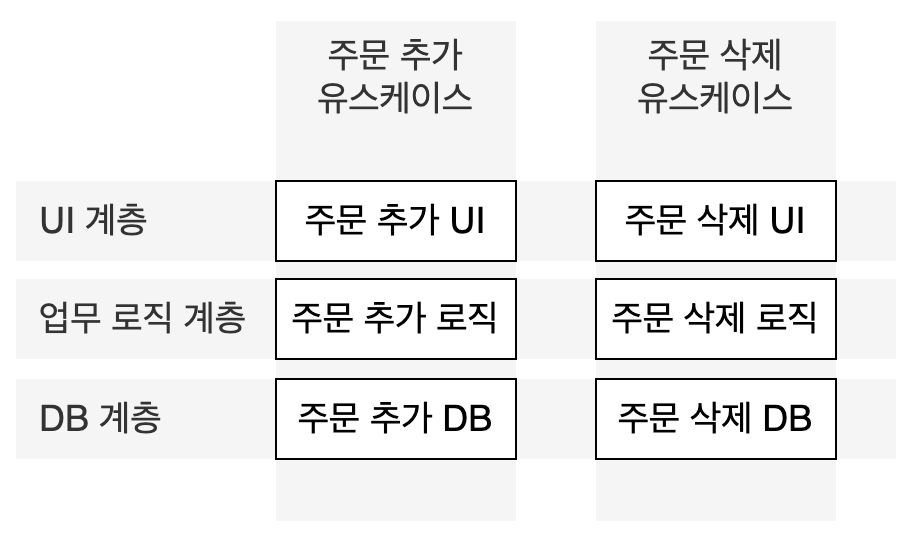 주문 추가
유스케이스
주문 삭제
유스케이스
UI 계층
주문 추가 UI
주문 삭제 UI
업무 로직 계층
주문 추가 로직
주문 삭제 로직
DB 계층
주문 추가 DB
주문 삭제 DB